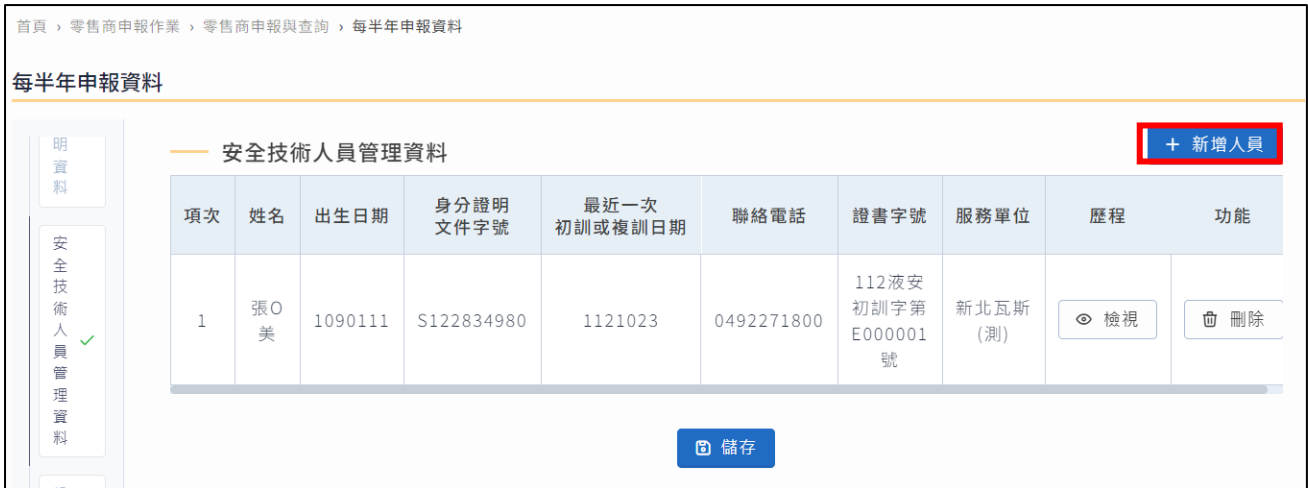 首頁 › 零售商申報作業 › 零售商申報與查詢 › 每半年申報資料
每半年申報資料
明
資
料
安
全
技
術
人
員
管
理
資
料
安全技術人員管理資料
+ 新增人員
項次 姓名 出生日期 身分證明 最近一次 聯絡電話 證書字號 服務單位 歷程 功能
文件字號 初訓或複訓日期
1 張O 1090111 S122834980 1121023 0492271800 112液安 新北瓦斯 檢視 刪除
美 初訓字第 (測)
E000001
號
儲存